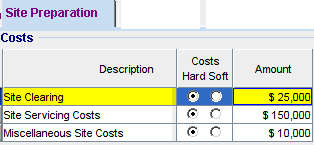 Site Preparation
Costs
Description Costs Hard Soft Amount
Site Clearing $ 25,000
Site Servicing Costs $ 150,000
Miscellaneous Site Costs $ 10,000